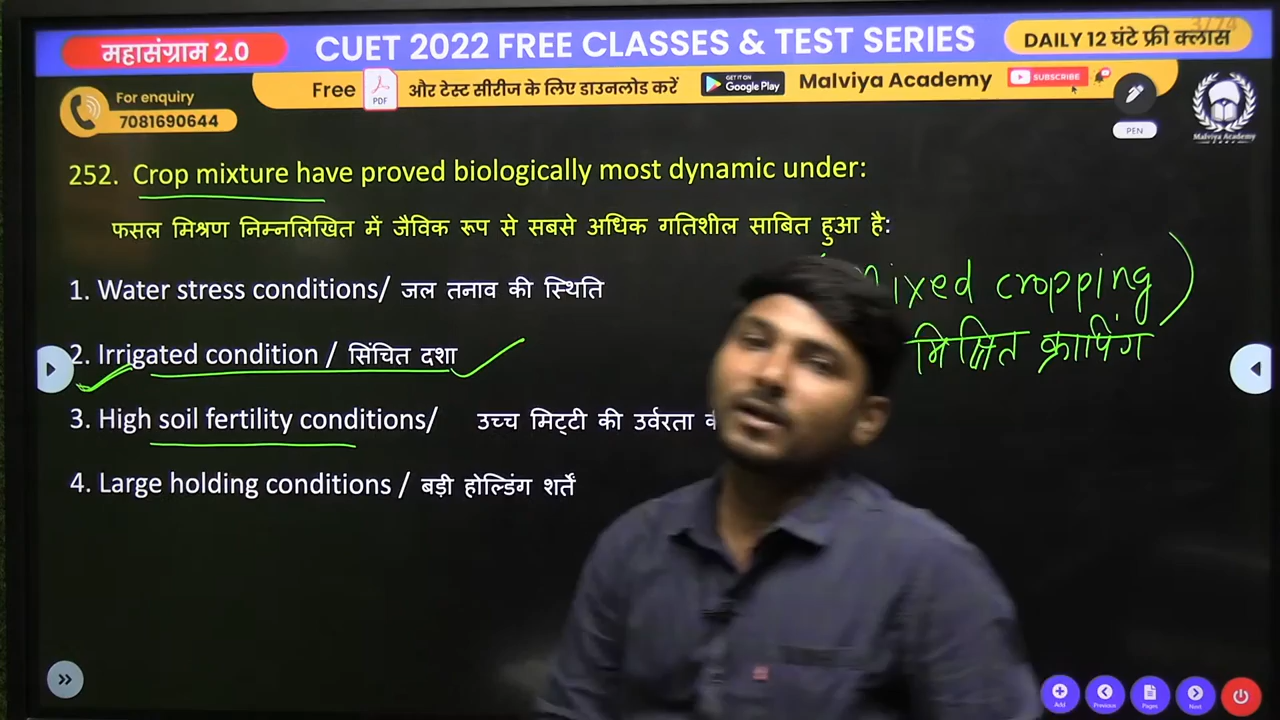 3/74
महासंग्राम 2.0
CUET 2022 FREE CLASSES & TEST SERIES
DAILY 12 घंटे फ्री क्लास
For enquiry
7081690644
Free PDF और टेस्ट सीरीज के लिए डाउनलोड करें
GET IT ON
Google Play
Malviya Academy
SUBSCRIBE
PEN
Malviya Academy
252. Crop mixture have proved biologically most dynamic under:
फसल मिश्रण निम्नलिखित में जैविक रूप से सबसे अधिक गतिशील साबित हुआ है:
1. Water stress conditions/ जल तनाव की स्थिति
2. Irrigated condition / सिंचित दशा
3. High soil fertility conditions/ उच्च मिट्टी की उर्वरता
4. Large holding conditions / बड़ी होल्डिंग शर्तें
ixed cropping)
मिश्रित क्रापिंग
Add
Previous
Pages
Next